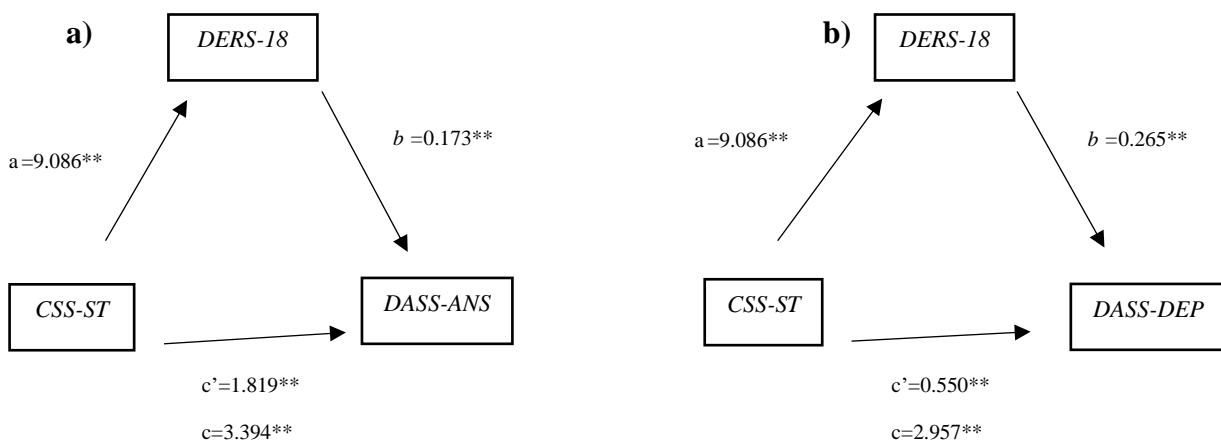 a)
DERS-18
a =9.086**
b =0.173**
CSS-ST
DASS-ANS
c’=1.819**
c=3.394**
b)
DERS-18
a =9.086**
b =0.265**
CSS-ST
DASS-DEP
c’=0.550**
c=2.957**